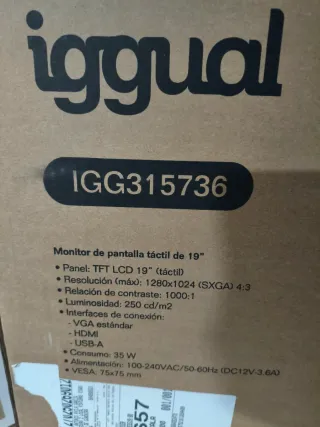 iggual
IGG315736
Monitor de pantalla táctil de 19"
• Panel: TFT LCD 19" (táctil)
• Resolución (máx): 1280x1024 (SXGA) 4:3
• Relación de contraste: 1000:1
• Luminosidad: 250 cd/m2
• Interfaces de conexión:
- VGA estándar
- HDMI
- USB-A
• Consumo: 35 W
• Alimentación: 100-240VAC/50-60Hz (DC12V-3.6A)
• VESA: 75x75 mm